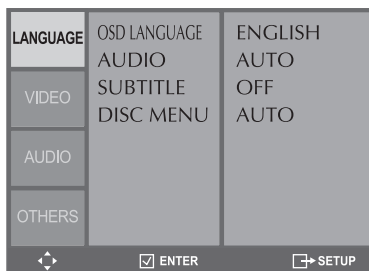 LANGUAGE
VIDEO
AUDIO
OTHERS
OSD LANGUAGE ENGLISH
AUDIO AUTO
SUBTITLE OFF
DISC MENU AUTO
ENTER SETUP